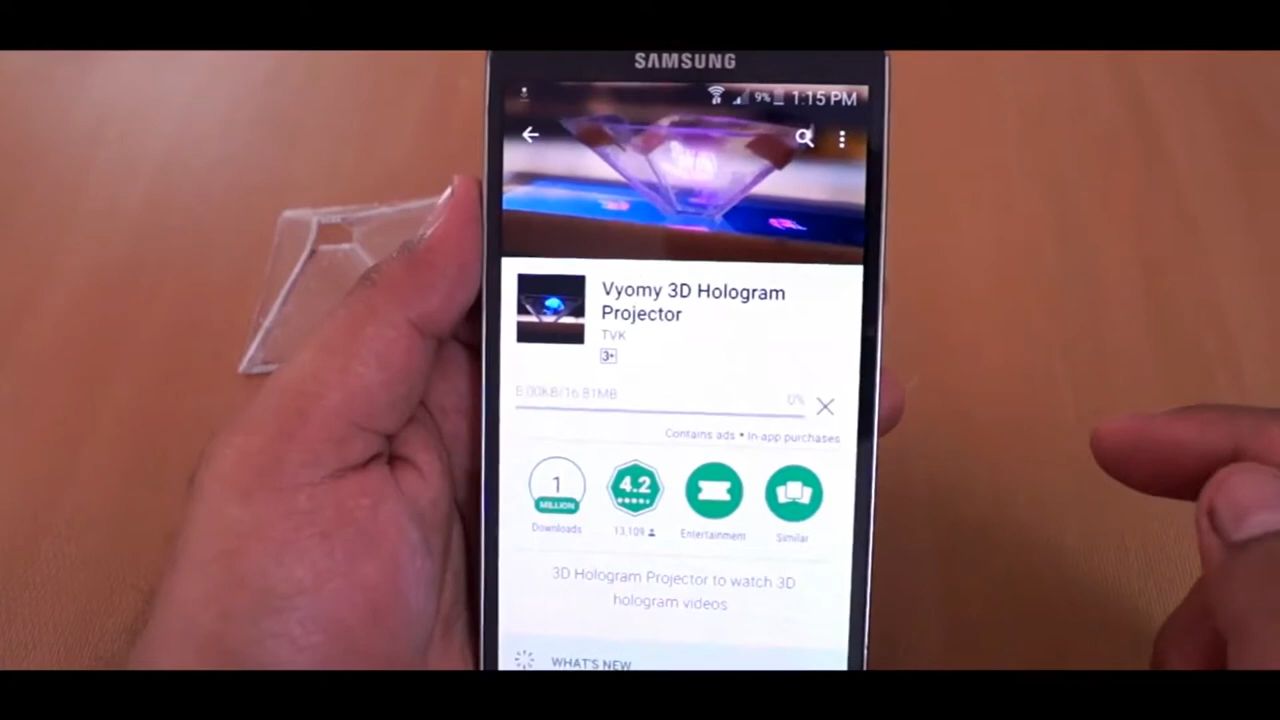 SAMSUNG
9% 1:15 PM
Vyomy 3D Hologram
Projector
TVK
3+
8.00KB/16.81MB 0%
Contains ads • In-app purchases
1
MILLION
Downloads
4.2
13,109
Entertainment
Similar
3D Hologram Projector to watch 3D
hologram videos
WHAT'S NEW